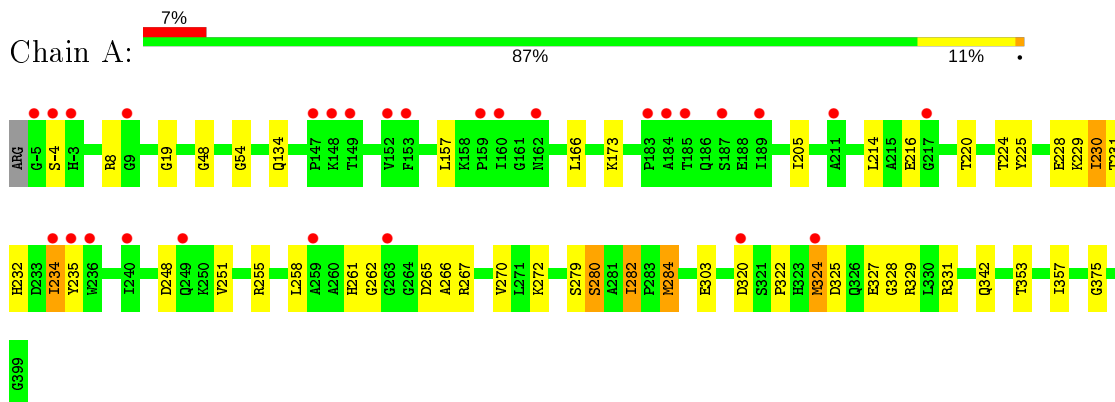 7%
Chain A:
87% 11% •
ARG G-5 S-4 H-3 R8 G9 G19 G48 G54 Q134 P147 K148 T149 V152 F153 L157 K158 P159 I160 G161 N162 L166 K173 P183 A184 T185 Q186 S187 E188 I189 I205 A211 L214 A215 E216 G217 T220 T224 Y225 E228 K229 I230 T231
H232 D233 I234 Y235 W236 I240 D248 Q249 K250 V251 R255 L258 A259 A260 H261 G262 G263 G264 D265 A266 R267 V270 L271 K272 S279 S280 A281 I282 P283 M284 E303 D320 S321 P322 H323 M324 D325 Q326 E327 G328 R329 L330 R331 Q342 T353 I357 G375
G399